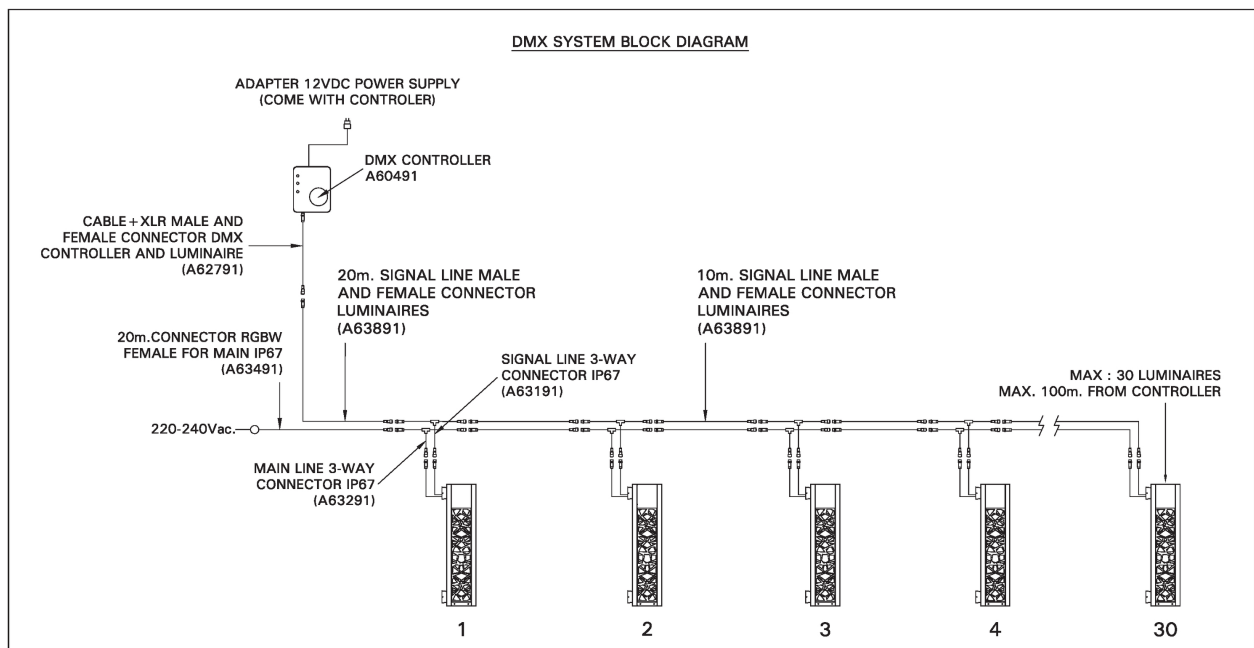 DMX SYSTEM BLOCK DIAGRAM
ADAPTER 12VDC POWER SUPPLY
(COME WITH CONTROLER)
DMX CONTROLLER
A60491
CABLE+XLR MALE AND
FEMALE CONNECTOR DMX
CONTROLLER AND LUMINAIRE
(A62791)
20m. SIGNAL LINE MALE
AND FEMALE CONNECTOR
LUMINAIRES
(A63891)
10m. SIGNAL LINE MALE
AND FEMALE CONNECTOR
LUMINAIRES
(A63891)
20m.CONNECTOR RGBW
FEMALE FOR MAIN IP67
(A63491)
SIGNAL LINE 3-WAY
CONNECTOR IP67
(A63191)
MAX : 30 LUMINAIRES
MAX. 100m. FROM CONTROLLER
220-240Vac.
MAIN LINE 3-WAY
CONNECTOR IP67
(A63291)
1
2
3
4
30